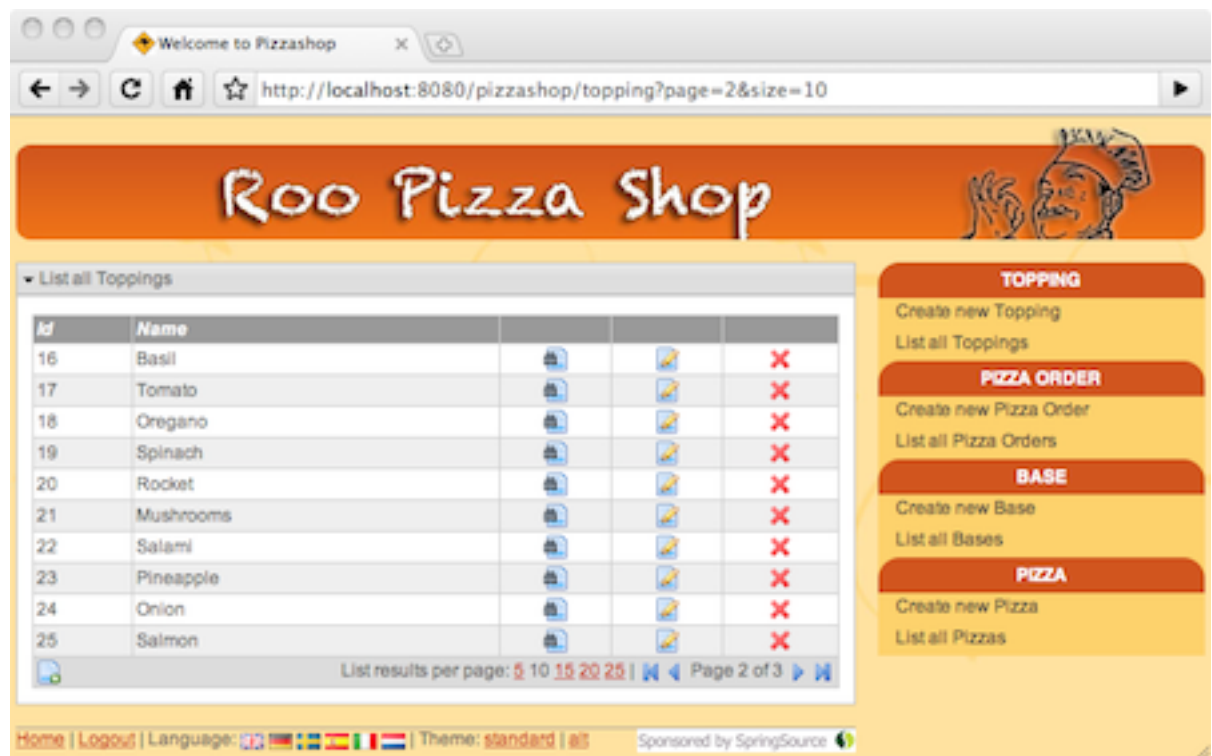 Welcome to Pizzashop
http://localhost:8080/pizzashop/topping?page=2&size=10
Roo Pizza Shop
List all Toppings
Id Name
16 Basil
17 Tomato
18 Oregano
19 Spinach
20 Rocket
21 Mushrooms
22 Salami
23 Pineapple
24 Onion
25 Salmon
List results per page: 5 10 15 20 25 | Page 2 of 3
TOPPING
Create new Topping
List all Toppings
PIZZA ORDER
Create new Pizza Order
List all Pizza Orders
BASE
Create new Base
List all Bases
PIZZA
Create new Pizza
List all Pizzas
Home | Logout | Language: | Theme: standard | alt
Sponsored by SpringSource